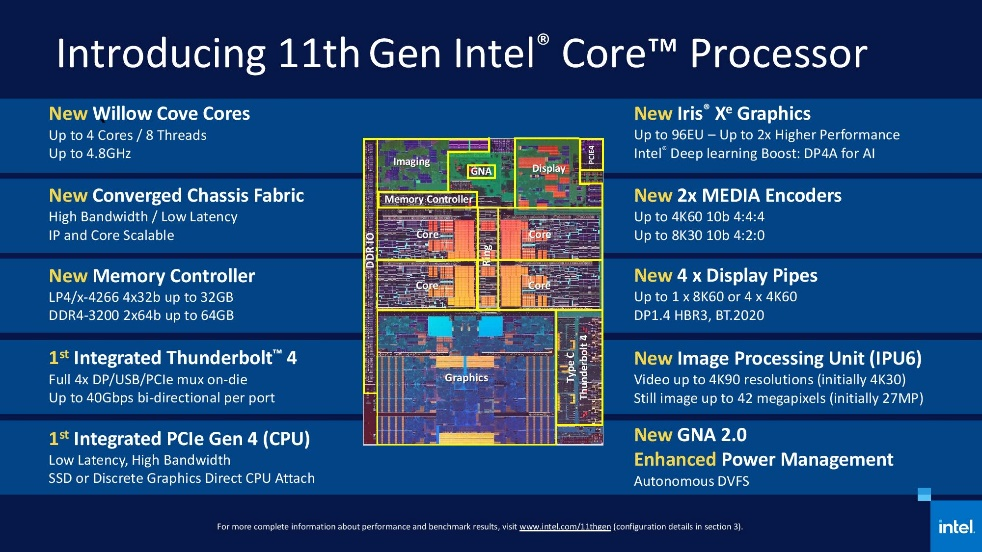 Introducing 11th Gen Intel® Core™ Processor
New Willow Cove Cores
Up to 4 Cores / 8 Threads
Up to 4.8GHz
New Converged Chassis Fabric
High Bandwidth / Low Latency
IP and Core Scalable
New Memory Controller
LP4/x-4266 4x32b up to 32GB
DDR4-3200 2x64b up to 64GB
1st Integrated Thunderbolt™ 4
Full 4x DP/USB/PCIe mux on-die
Up to 40Gbps bi-directional per port
1st Integrated PCIe Gen 4 (CPU)
Low Latency, High Bandwidth
SSD or Discrete Graphics Direct CPU Attach
Imaging
GNA
Display
PCIE4
Memory Controller
DDR IO
Core
Ring
Core
Core
Core
Graphics
Type C
Thunderbolt 4
New Iris® Xe Graphics
Up to 96EU – Up to 2x Higher Performance
Intel® Deep learning Boost: DP4A for AI
New 2x MEDIA Encoders
Up to 4K60 10b 4:4:4
Up to 8K30 10b 4:2:0
New 4 x Display Pipes
Up to 1 x 8K60 or 4 x 4K60
DP1.4 HBR3, BT.2020
New Image Processing Unit (IPU6)
Video up to 4K90 resolutions (initially 4K30)
Still image up to 42 megapixels (initially 27MP)
New GNA 2.0
Enhanced Power Management
Autonomous DVFS
For more complete information about performance and benchmark results, visit www.intel.com/11thgen (configuration details in section 3).
intel.